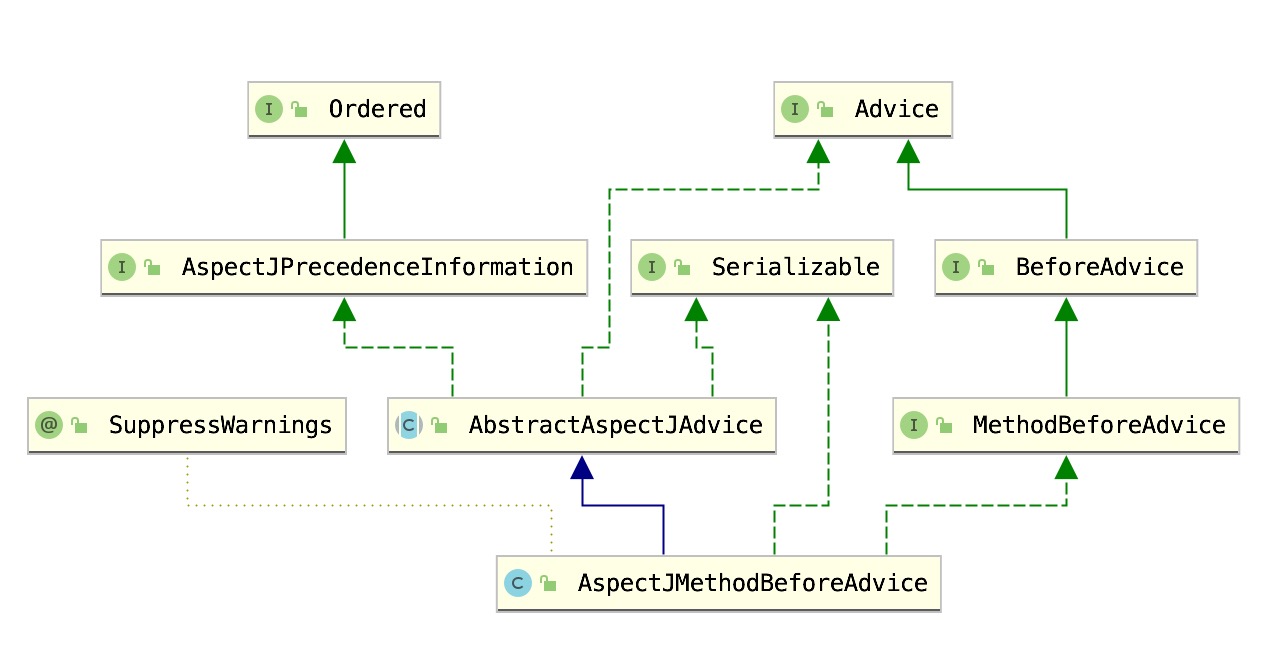 I Ordered
I Advice
I AspectJPrecedenceInformation
I Serializable
I BeforeAdvice
@ SuppressWarnings
C AbstractAspectJAdvice
I MethodBeforeAdvice
C AspectJMethodBeforeAdvice